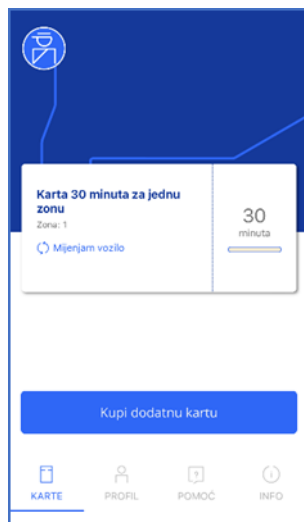 Karta 30 minuta za jednu
zonu
Zona: 1
Mijenjam vozilo
30
minuta
Kupi dodatnu kartu
KARTE
PROFIL
POMOĆ
INFO